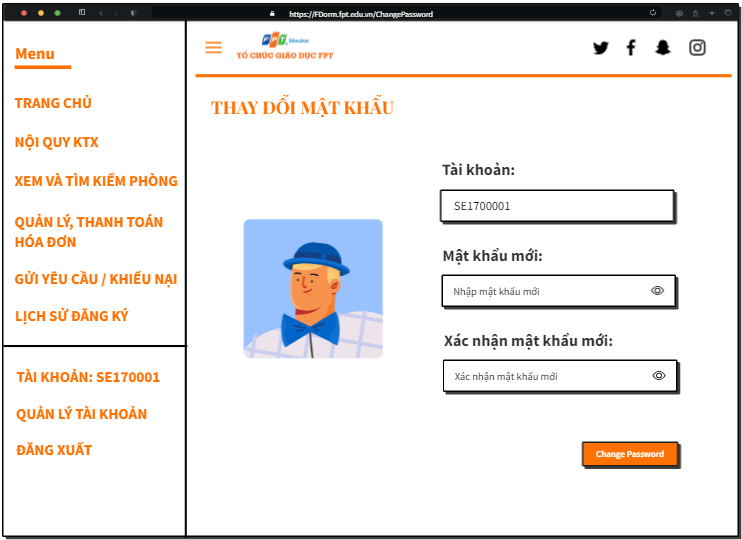 https://FDorm.fpt.edu.vn/ChangePassword
Menu
TRANG CHỦ
NỘI QUY KTX
XEM VÀ TÌM KIẾM PHÒNG
QUẢN LÝ, THANH TOÁN
HÓA ĐƠN
GỬI YÊU CẦU / KHIẾU NẠI
LỊCH SỬ ĐĂNG KÝ
TÀI KHOẢN: SE170001
QUẢN LÝ TÀI KHOẢN
ĐĂNG XUẤT
FPT Education
TỔ CHỨC GIÁO DỤC FPT
THAY ĐỔI MẬT KHẨU
Tài khoản:
SE1700001
Mật khẩu mới:
Nhập mật khẩu mới
Xác nhận mật khẩu mới:
Xác nhận mật khẩu mới
Change Password